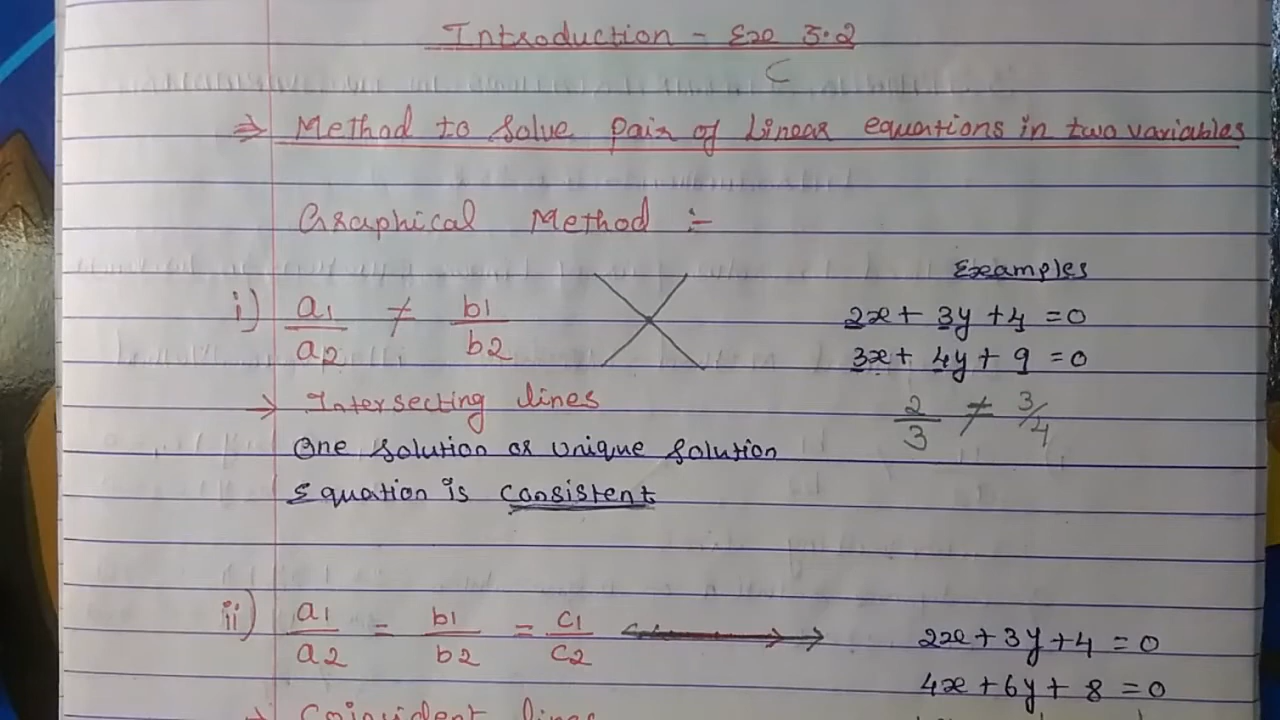 Introduction - Exe 3.2
C
⇒ Method to Solve pair of Linear equations in two variables
Graphical Method :-
Examples
i) a1/a2 ≠ b1/b2
2x + 3y + 4 = 0
3x + 4y + 9 = 0
→ Intersecting lines
2/3 ≠ 3/4
One Solution or Unique Solution
Equation is consistent
ii) a1/a2 = b1/b2 = c1/c2
2x + 3y + 4 = 0
4x + 6y + 8 = 0
→ Coincident lines